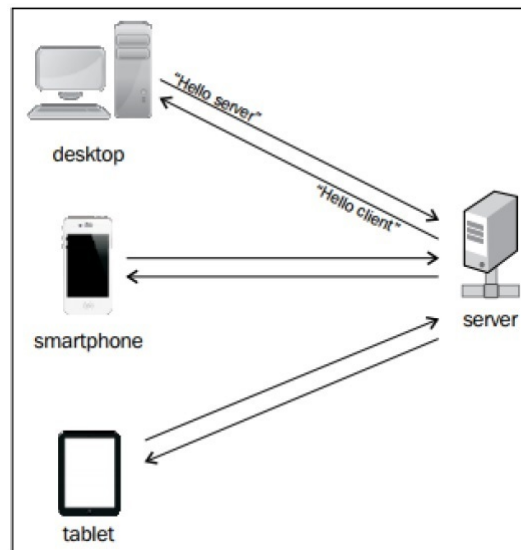 "Hello server"
desktop
"Hello client"
smartphone
server
tablet